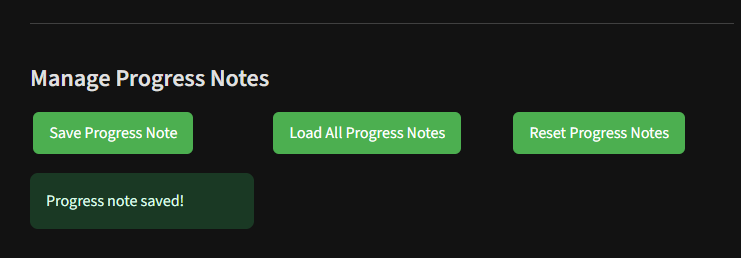 Manage Progress Notes
Save Progress Note
Load All Progress Notes
Reset Progress Notes
Progress note saved!